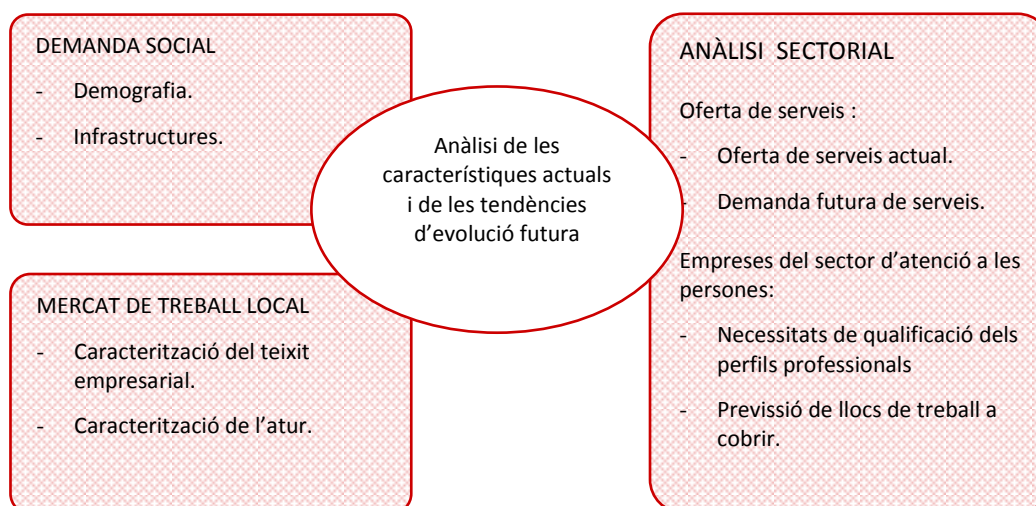 DEMANDA SOCIAL
- Demografia.
- Infrastructures.
MERCAT DE TREBALL LOCAL
- Caracterització del teixit
empresarial.
- Caracterització de l’atur.
Anàlisi de les
característiques actuals
i de les tendències
d’evolució futura
ANÀLISI SECTORIAL
Oferta de serveis :
- Oferta de serveis actual.
- Demanda futura de serveis.
Empreses del sector d’atenció a les
persones:
- Necessitats de qualificació dels
perfils professionals
- Previssió de llocs de treball a
cobrir.